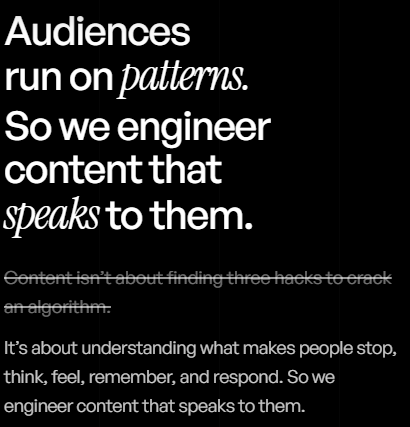 Audiences
run on patterns.
So we engineer
content that
speaks to them.
Content isn’t about finding three hacks to crack
an algorithm.
It’s about understanding what makes people stop,
think, feel, remember, and respond. So we
engineer content that speaks to them.